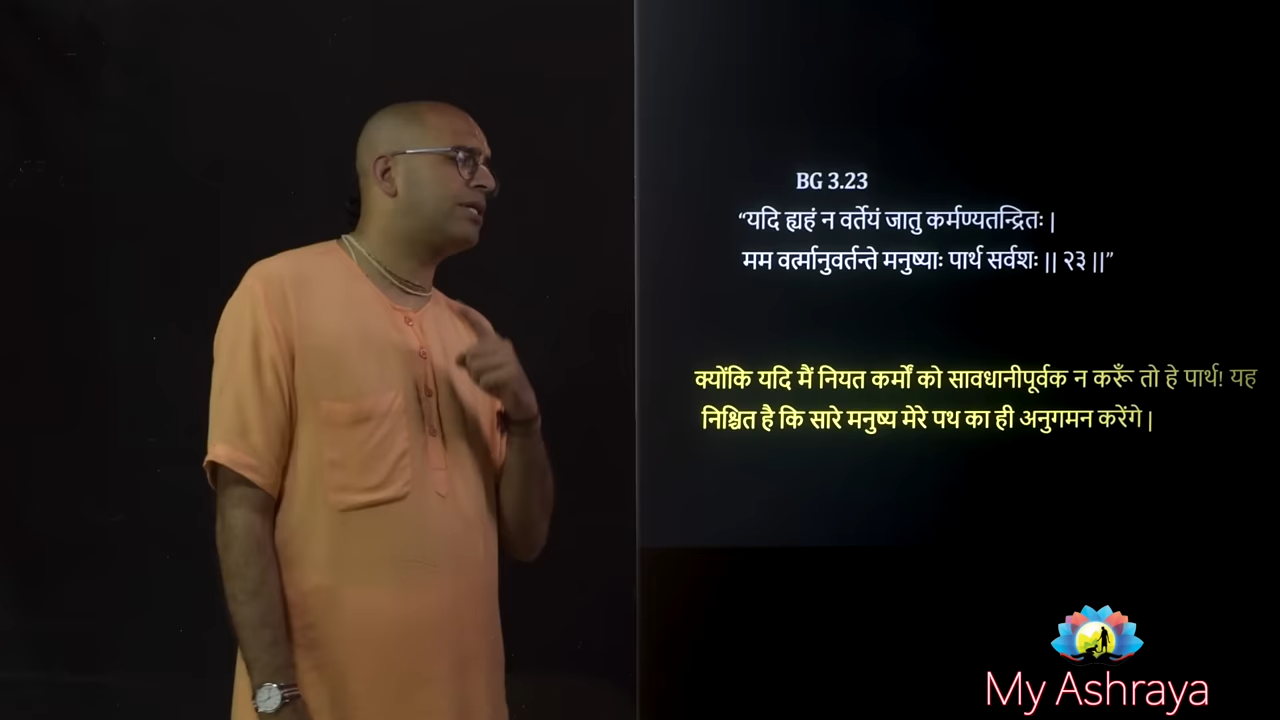 BG 3.23
“यदि ह्यहं न वर्तेयं जातु कर्मण्यतन्द्रितः |
मम वर्त्मानुवर्तन्ते मनुष्याः पार्थ सर्वशः || २३ ||”
क्योंकि यदि मैं नियत कर्मों को सावधानीपूर्वक न करूँ तो हे पार्थ! यह
निश्चित है कि सारे मनुष्य मेरे पथ का ही अनुगमन करेंगे |
My Ashraya